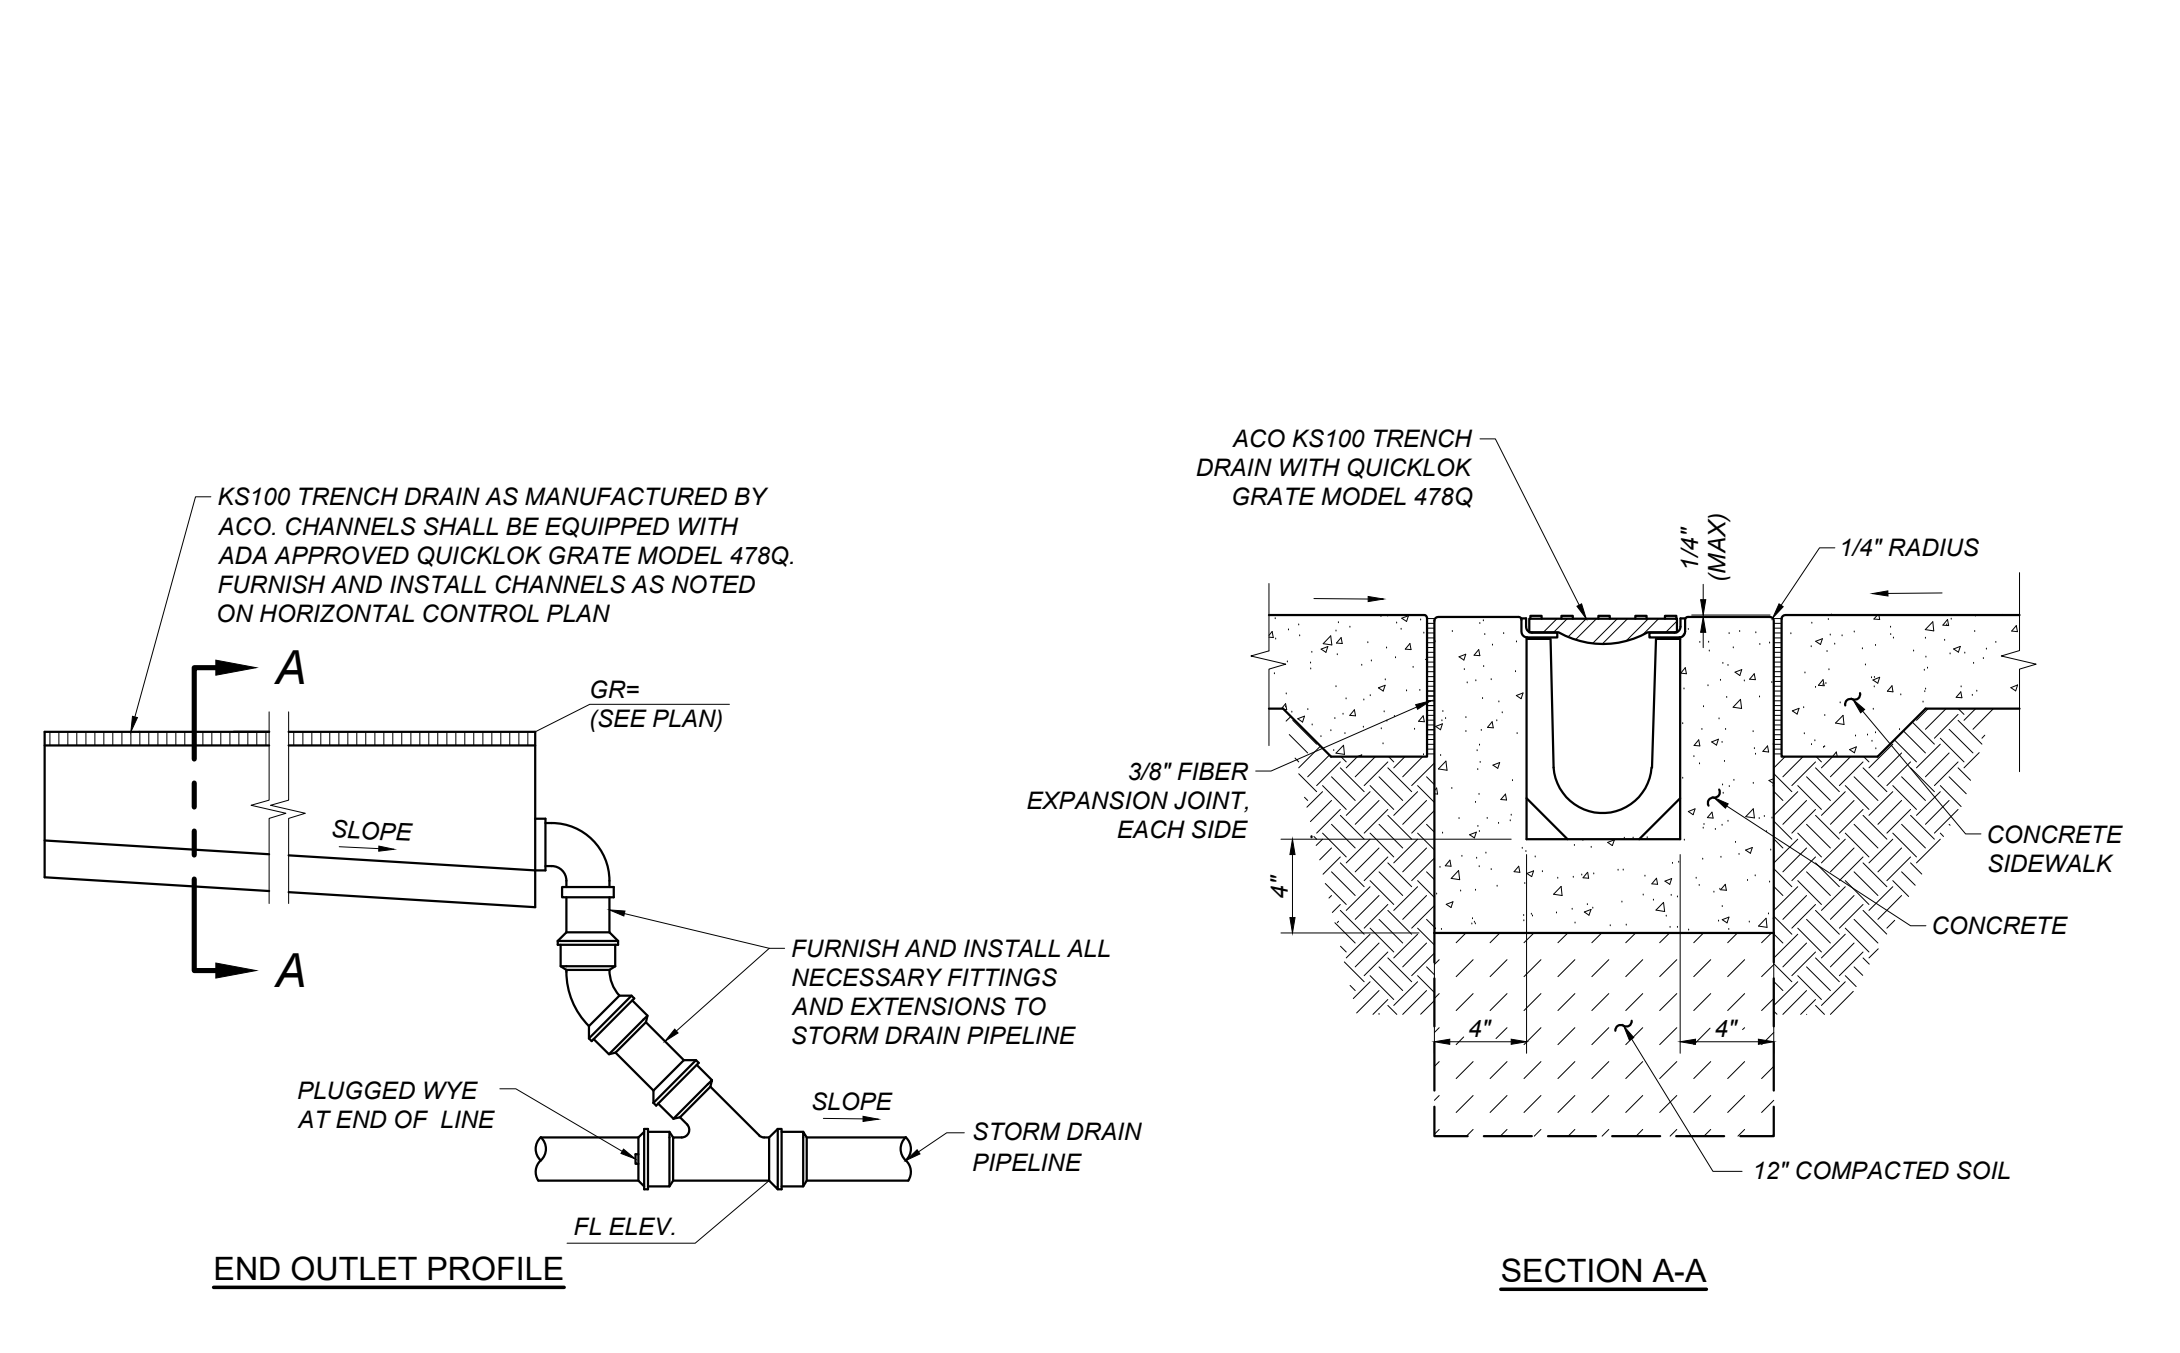 KS100 TRENCH DRAIN AS MANUFACTURED BY
ACO. CHANNELS SHALL BE EQUIPPED WITH
ADA APPROVED QUICKLOK GRATE MODEL 478Q.
FURNISH AND INSTALL CHANNELS AS NOTED
ON HORIZONTAL CONTROL PLAN
A
GR=
(SEE PLAN)
SLOPE
A
FURNISH AND INSTALL ALL
NECESSARY FITTINGS
AND EXTENSIONS TO
STORM DRAIN PIPELINE
PLUGGED WYE
AT END OF LINE
SLOPE
STORM DRAIN
PIPELINE
FL ELEV.
END OUTLET PROFILE
ACO KS100 TRENCH
DRAIN WITH QUICKLOK
GRATE MODEL 478Q
1/4"
(MAX)
1/4" RADIUS
3/8" FIBER
EXPANSION JOINT,
EACH SIDE
CONCRETE
SIDEWALK
4"
CONCRETE
4"
4"
12" COMPACTED SOIL
SECTION A-A